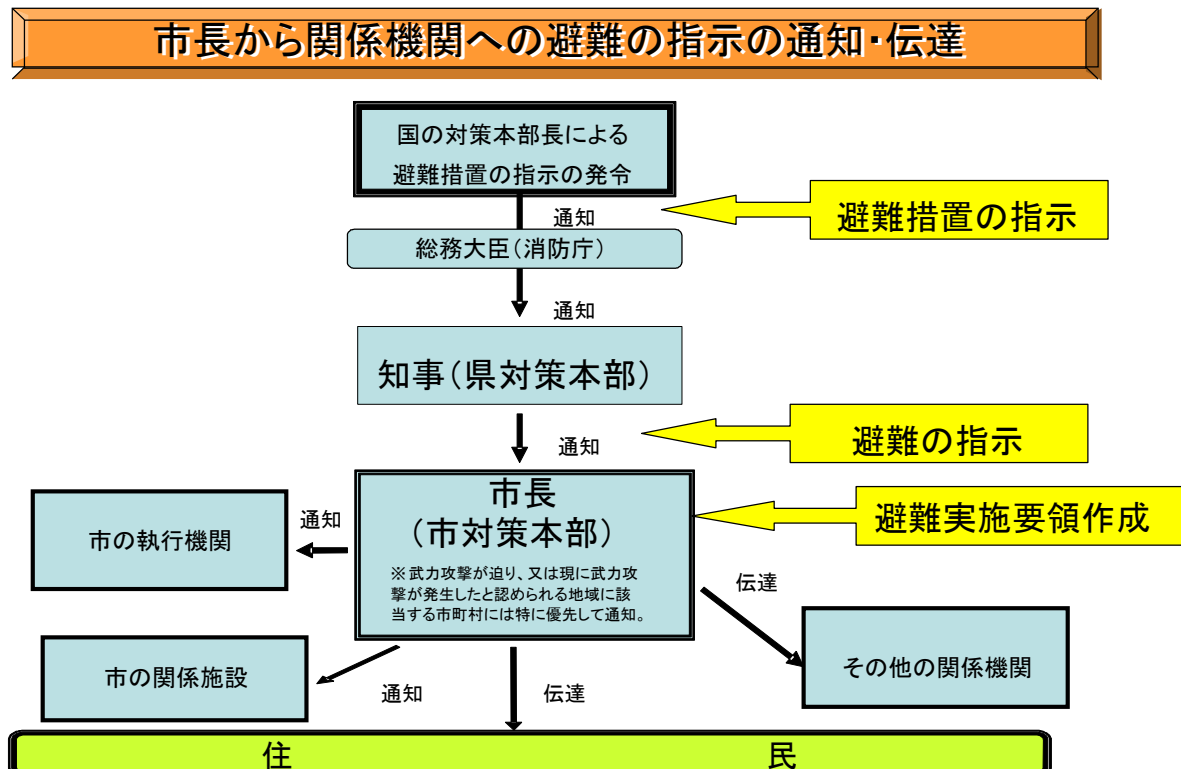 市長から関係機関への避難の指示の通知・伝達
国の対策本部長による
避難措置の指示の発令
通知
避難措置の指示
総務大臣（消防庁）
通知
知事（県対策本部）
通知
避難の指示
市長
（市対策本部）
※武力攻撃が迫り、又は現に武力攻
撃が発生したと認められる地域に該
当する市町村には特に優先して通知。
避難実施要領作成
市の執行機関
通知
伝達
市の関係施設
通知
伝達
その他の関係機関
住民